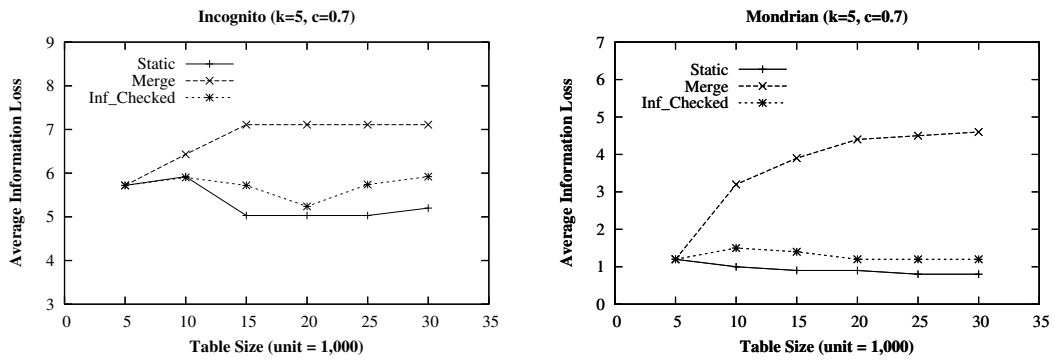 Incognito (k=5, c=0.7)
Average Information Loss
9
8
7
6
5
4
3
Static
Merge
Inf_Checked
0 5 10 15 20 25 30 35
Table Size (unit = 1,000)
Mondrian (k=5, c=0.7)
Average Information Loss
7
6
5
4
3
2
1
0
Static
Merge
Inf_Checked
0 5 10 15 20 25 30 35
Table Size (unit = 1,000)